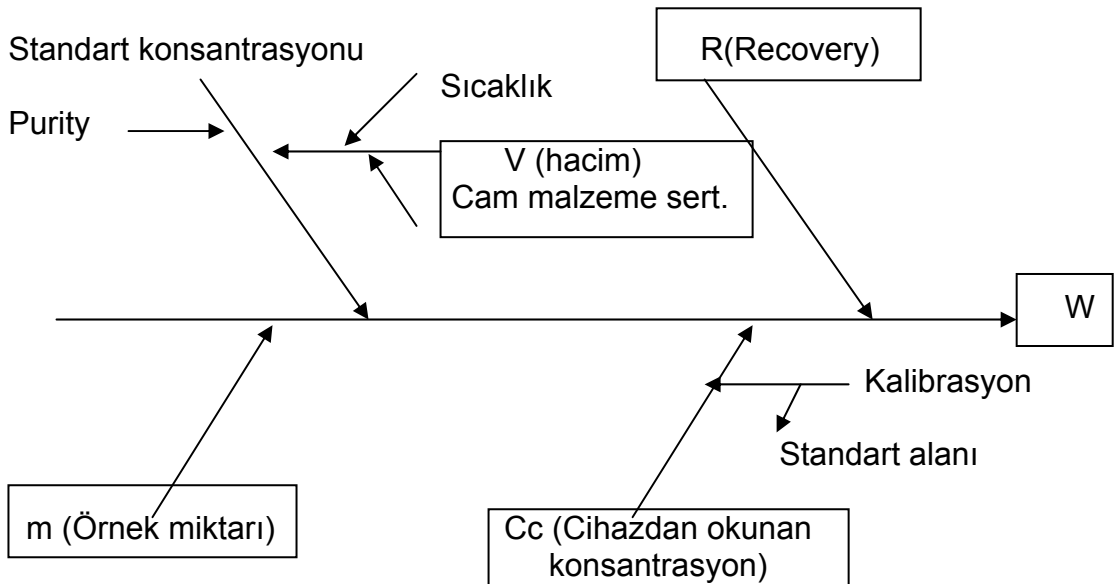 Standart konsantrasyonu
R(Recovery)
Sıcaklık
Purity
V (hacim)
Cam malzeme sert.
W
Kalibrasyon
Standart alanı
m (Örnek miktarı)
Cc (Cihazdan okunan
konsantrasyon)